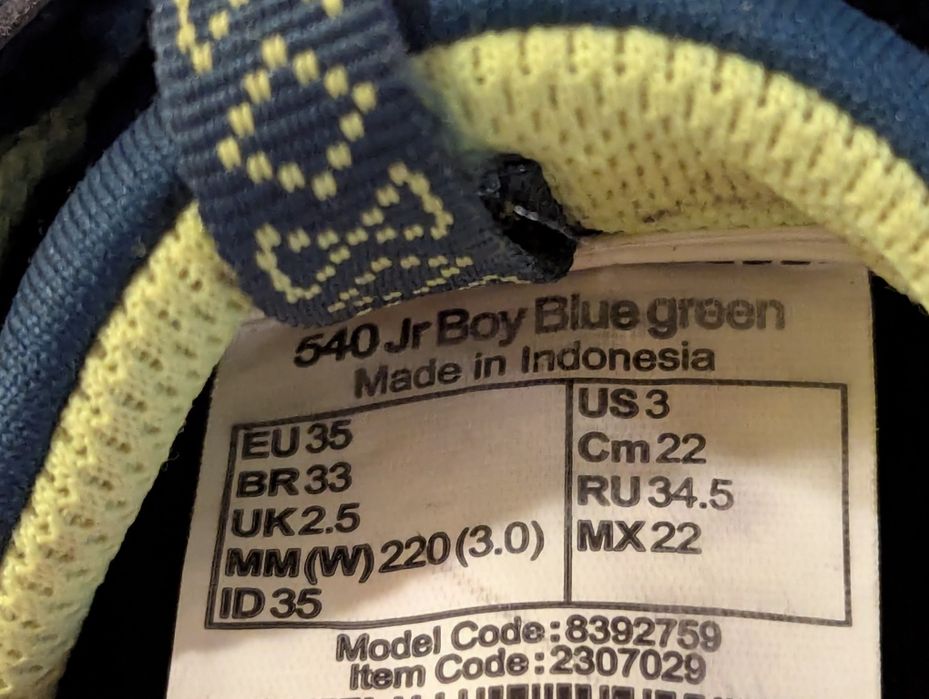 540 Jr Boy Blue green
Made in Indonesia
EU 35
BR 33
UK 2.5
MM (W) 220 (3.0)
ID 35
US 3
Cm 22
RU 34.5
MX 22
Model Code: 8392759
Item Code: 2307029